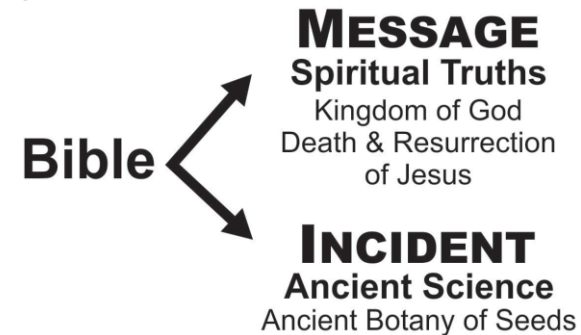 Bible
MESSAGE
Spiritual Truths
Kingdom of God
Death & Resurrection
of Jesus
INCIDENT
Ancient Science
Ancient Botany of Seeds